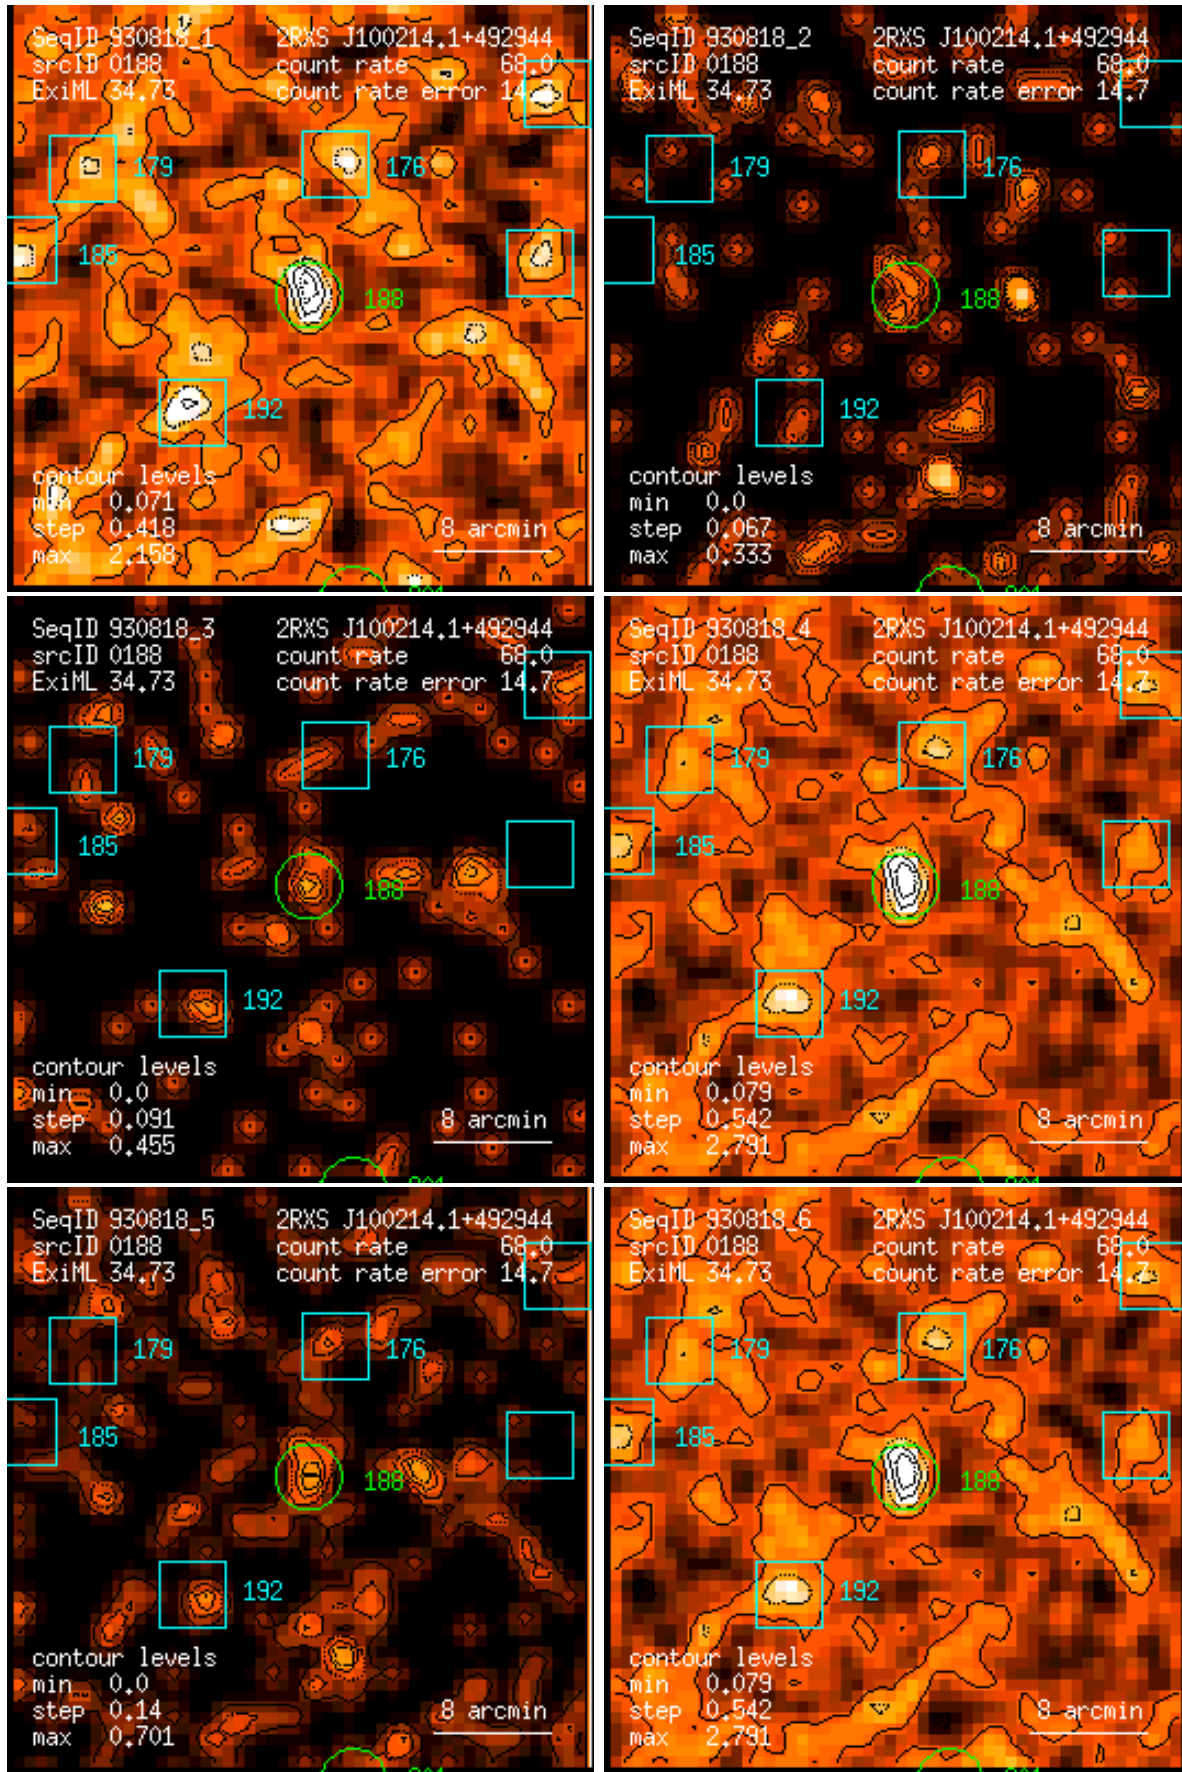 SeqID 930818_1 2RXS J100214.1+492944
srcID 0188 count rate 68.0
ExiML 34.73 count rate error 14.7
179
176
185
188
192
contour levels
min 0.071
step 0.418
max 2.158
8 arcmin
SeqID 930818_2 2RXS J100214.1+492944
srcID 0188 count rate 68.0
ExiML 34.73 count rate error 14.7
179
176
185
188
192
contour levels
min 0.0
step 0.067
max 0.333
8 arcmin
SeqID 930818_3 2RXS J100214.1+492944
srcID 0188 count rate 68.0
ExiML 34.73 count rate error 14.7
179
176
185
188
192
contour levels
min 0.0
step 0.091
max 0.455
8 arcmin
SeqID 930818_4 2RXS J100214.1+492944
srcID 0188 count rate 68.0
ExiML 34.73 count rate error 14.7
179
176
185
188
192
contour levels
min 0.079
step 0.542
max 2.791
8 arcmin
SeqID 930818_5 2RXS J100214.1+492944
srcID 0188 count rate 68.0
ExiML 34.73 count rate error 14.7
179
176
185
188
192
contour levels
min 0.0
step 0.14
max 0.701
8 arcmin
SeqID 930818_6 2RXS J100214.1+492944
srcID 0188 count rate 68.0
ExiML 34.73 count rate error 14.7
179
176
185
188
192
contour levels
min 0.079
step 0.542
max 2.791
8 arcmin